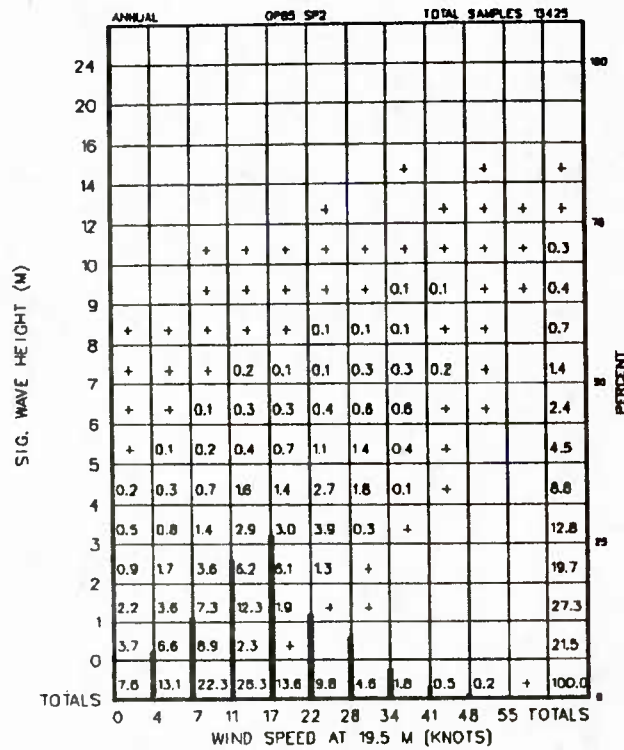 ANNUAL OP85 SP2 TOTAL SAMPLES 13425
24 100
20
16
+ + +
14
+ + + + +
12 75
+ + + + + + + + + 0.3
10
+ + + + + 0.1 0.1 + + 0.4
9
+ + + + + 0.1 0.1 0.1 + + 0.7
8
+ + + 0.2 0.1 0.1 0.3 0.3 0.2 + 1.4
7 50
+ + 0.1 0.3 0.3 0.4 0.6 0.6 + + 2.4
6
+ 0.1 0.2 0.4 0.7 1.1 1.4 0.4 + 4.5
5
0.2 0.3 0.7 1.6 1.4 2.7 1.8 0.1 + 8.8
4
0.5 0.8 1.4 2.9 3.0 3.9 0.3 + 12.8
3 25
0.9 1.7 3.6 6.2 6.1 1.3 + 19.7
2
2.2 3.6 7.3 12.3 1.9 + + 27.3
1
3.7 6.6 8.9 2.3 + 21.5
0
7.6 13.1 22.3 26.3 13.6 9.8 4.6 1.8 0.5 0.2 + 100.0
TOTALS 0
0 4 7 11 17 22 28 34 41 48 55 TOTALS
WIND SPEED AT 19.5 M (KNOTS)
SIG. WAVE HEIGHT (M)
PERCENT